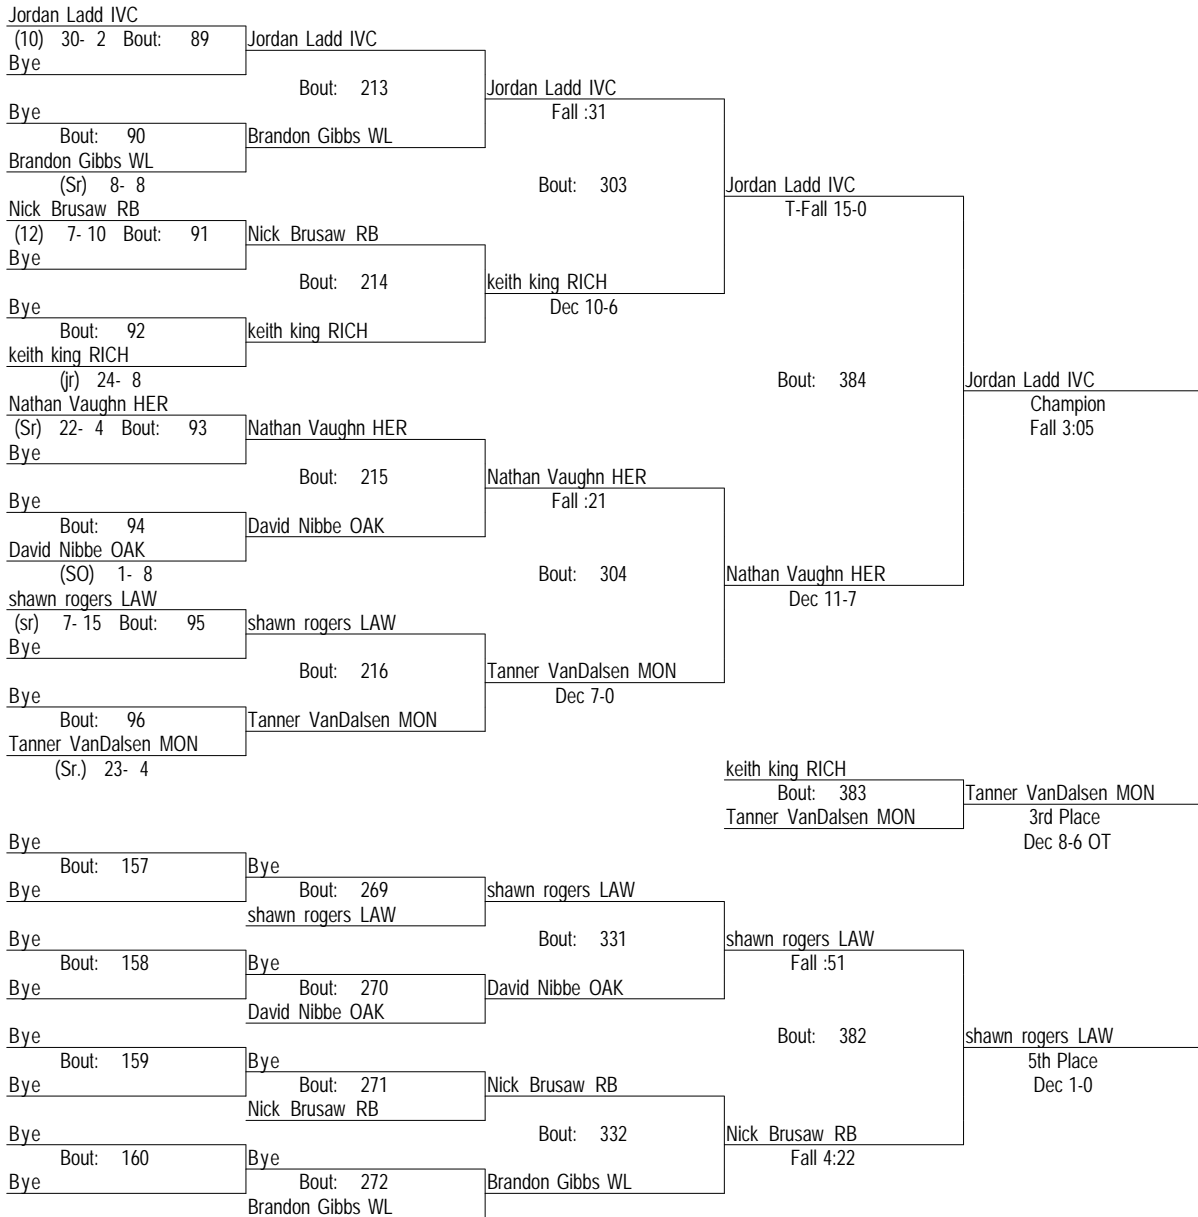 Jordan Ladd IVC
(10) 30- 2 Bout: 89
Jordan Ladd IVC
Bye
Bout: 213
Jordan Ladd IVC
Bye
Fall :31
Bout: 90
Brandon Gibbs WL
Brandon Gibbs WL
(Sr) 8- 8
Bout: 303
Jordan Ladd IVC
Nick Brusaw RB
T-Fall 15-0
(12) 7- 10 Bout: 91
Nick Brusaw RB
Bye
Bout: 214
keith king RICH
Bye
Dec 10-6
Bout: 92
keith king RICH
keith king RICH
(jr) 24- 8
Bout: 384
Jordan Ladd IVC
Nathan Vaughn HER
Champion
(Sr) 22- 4 Bout: 93
Nathan Vaughn HER
Fall 3:05
Bye
Bout: 215
Nathan Vaughn HER
Bye
Fall :21
Bout: 94
David Nibbe OAK
David Nibbe OAK
(SO) 1- 8
Bout: 304
Nathan Vaughn HER
shawn rogers LAW
Dec 11-7
(sr) 7- 15 Bout: 95
shawn rogers LAW
Bye
Bout: 216
Tanner VanDalsen MON
Bye
Dec 7-0
Bout: 96
Tanner VanDalsen MON
Tanner VanDalsen MON
(Sr.) 23- 4
keith king RICH
Bout: 383
Tanner VanDalsen MON
Tanner VanDalsen MON
3rd Place
Dec 8-6 OT
Bye
Bout: 157
Bye
Bye
Bout: 269
shawn rogers LAW
shawn rogers LAW
Bye
Bout: 331
shawn rogers LAW
Bout: 158
Bye
Fall :51
Bye
Bout: 270
David Nibbe OAK
David Nibbe OAK
Bye
Bout: 382
shawn rogers LAW
Bout: 159
Bye
5th Place
Bye
Bout: 271
Nick Brusaw RB
Dec 1-0
Nick Brusaw RB
Bye
Bout: 332
Nick Brusaw RB
Bout: 160
Bye
Fall 4:22
Bye
Bout: 272
Brandon Gibbs WL
Brandon Gibbs WL